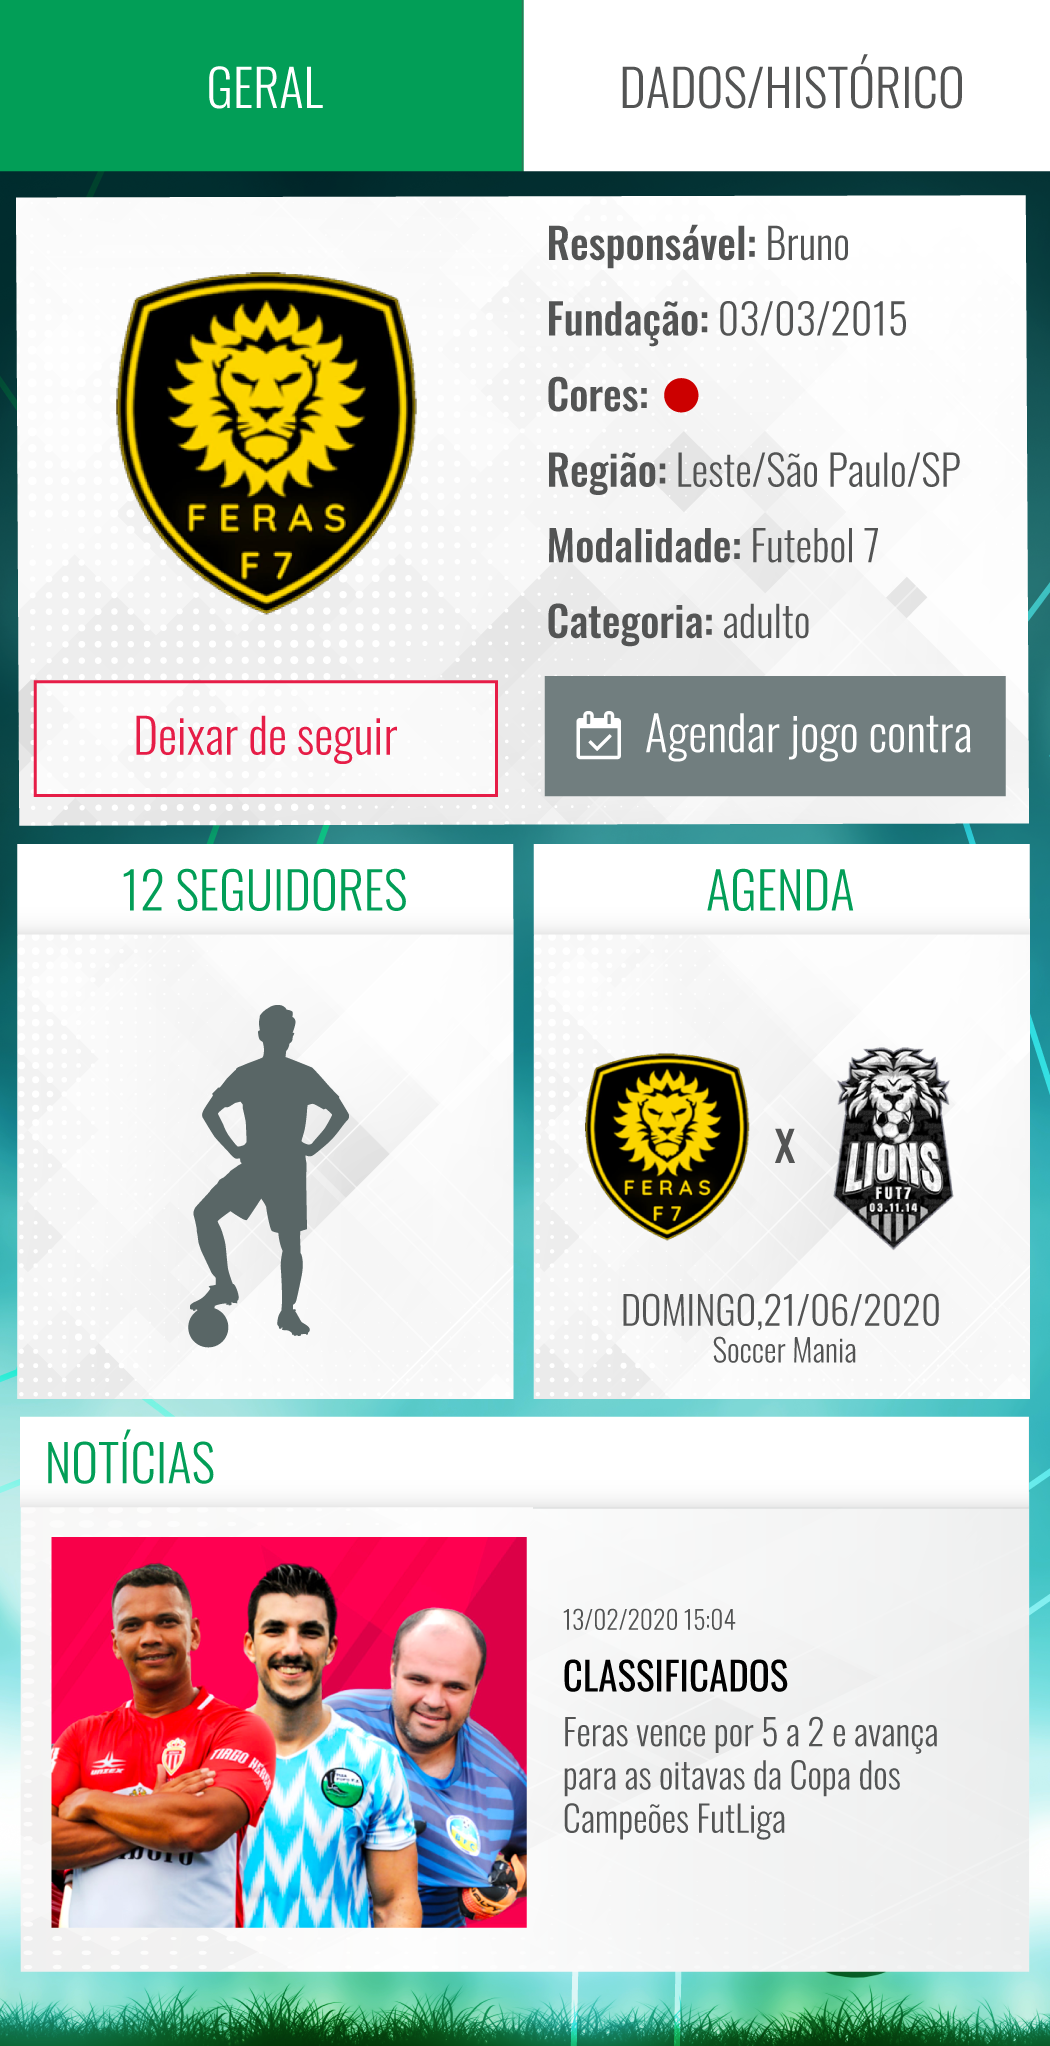 GERAL
DADOS/HISTÓRICO
FERAS
F7
Responsável: Bruno
Fundação: 03/03/2015
Cores:
Região: Leste/São Paulo/SP
Modalidade: Futebol 7
Categoria: adulto
Deixar de seguir
Agendar jogo contra
12 SEGUIDORES
AGENDA
FERAS
F7
X
LIONS
FUT7
03.11.14
DOMINGO,21/06/2020
Soccer Mania
NOTÍCIAS
13/02/2020 15:04
CLASSIFICADOS
Feras vence por 5 a 2 e avança
para as oitavas da Copa dos
Campeões FutLiga